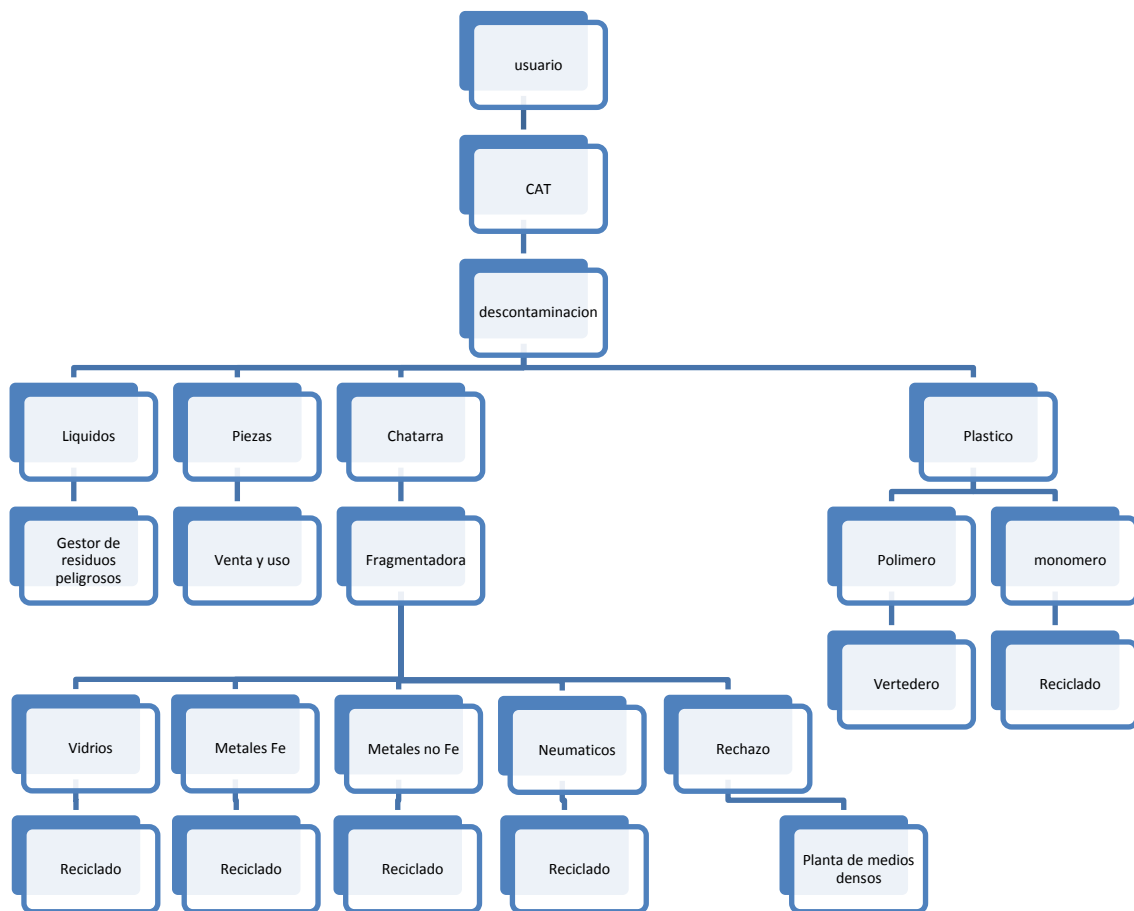 usuario
CAT
descontaminacion
Liquidos
Piezas
Chatarra
Plastico
Gestor de
residuos
peligrosos
Venta y uso
Fragmentadora
Polimero
monomero
Vertedero
Reciclado
Vidrios
Metales Fe
Metales no Fe
Neumaticos
Rechazo
Reciclado
Reciclado
Reciclado
Reciclado
Planta de medios
densos